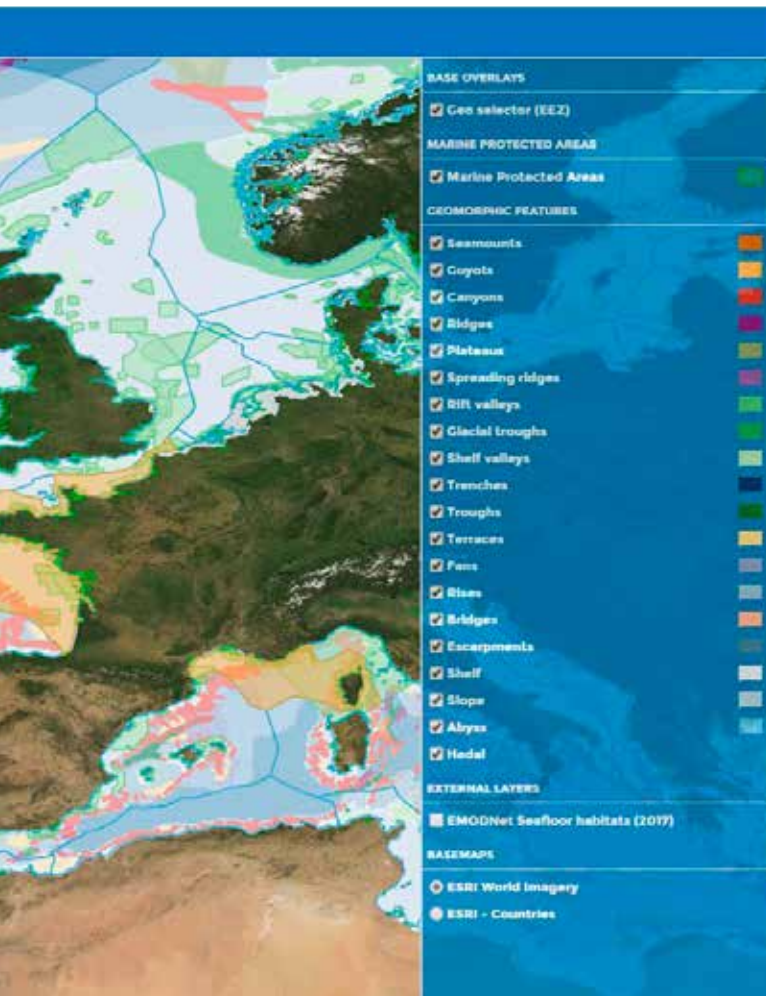 BASE OVERLAYS
Geo selector (EEZ)
MARINE PROTECTED AREAS
Marine Protected Areas
GEOMORPHIC FEATURES
Seamounts
Guyots
Canyons
Ridges
Plateaus
Spreading ridges
Rift valleys
Glacial troughs
Shelf valleys
Trenches
Troughs
Terraces
Fans
Rises
Bridges
Escarpments
Shelf
Slope
Abyss
Hadal
EXTERNAL LAYERS
EMODNet Seafloor habitats (2017)
BASEMAPS
ESRI World Imagery
ESRI - Countries